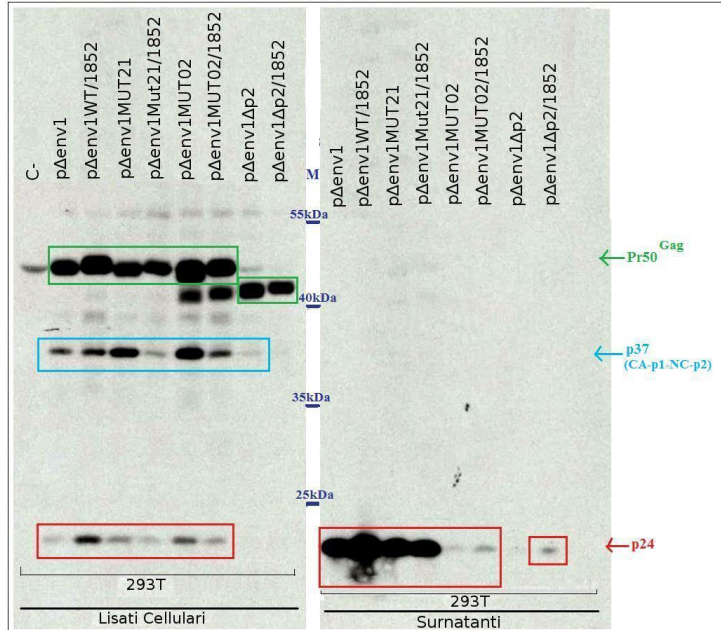 C-
pΔenv1
pΔenv1WT/1852
pΔenv1MUT21
pΔenv1Mut21/1852
pΔenv1MUT02
pΔenv1MUT02/1852
pΔenv1Δp2
pΔenv1Δp2/1852
M
pΔenv1
pΔenv1WT/1852
pΔenv1MUT21
pΔenv1Mut21/1852
pΔenv1MUT02
pΔenv1MUT02/1852
pΔenv1Δp2
pΔenv1Δp2/1852
55kDa
Pr50 Gag
40kDa
p37
(CA-p1-NC-p2)
35kDa
25kDa
p24
293T
293T
Lisati Cellulari
Surnatanti